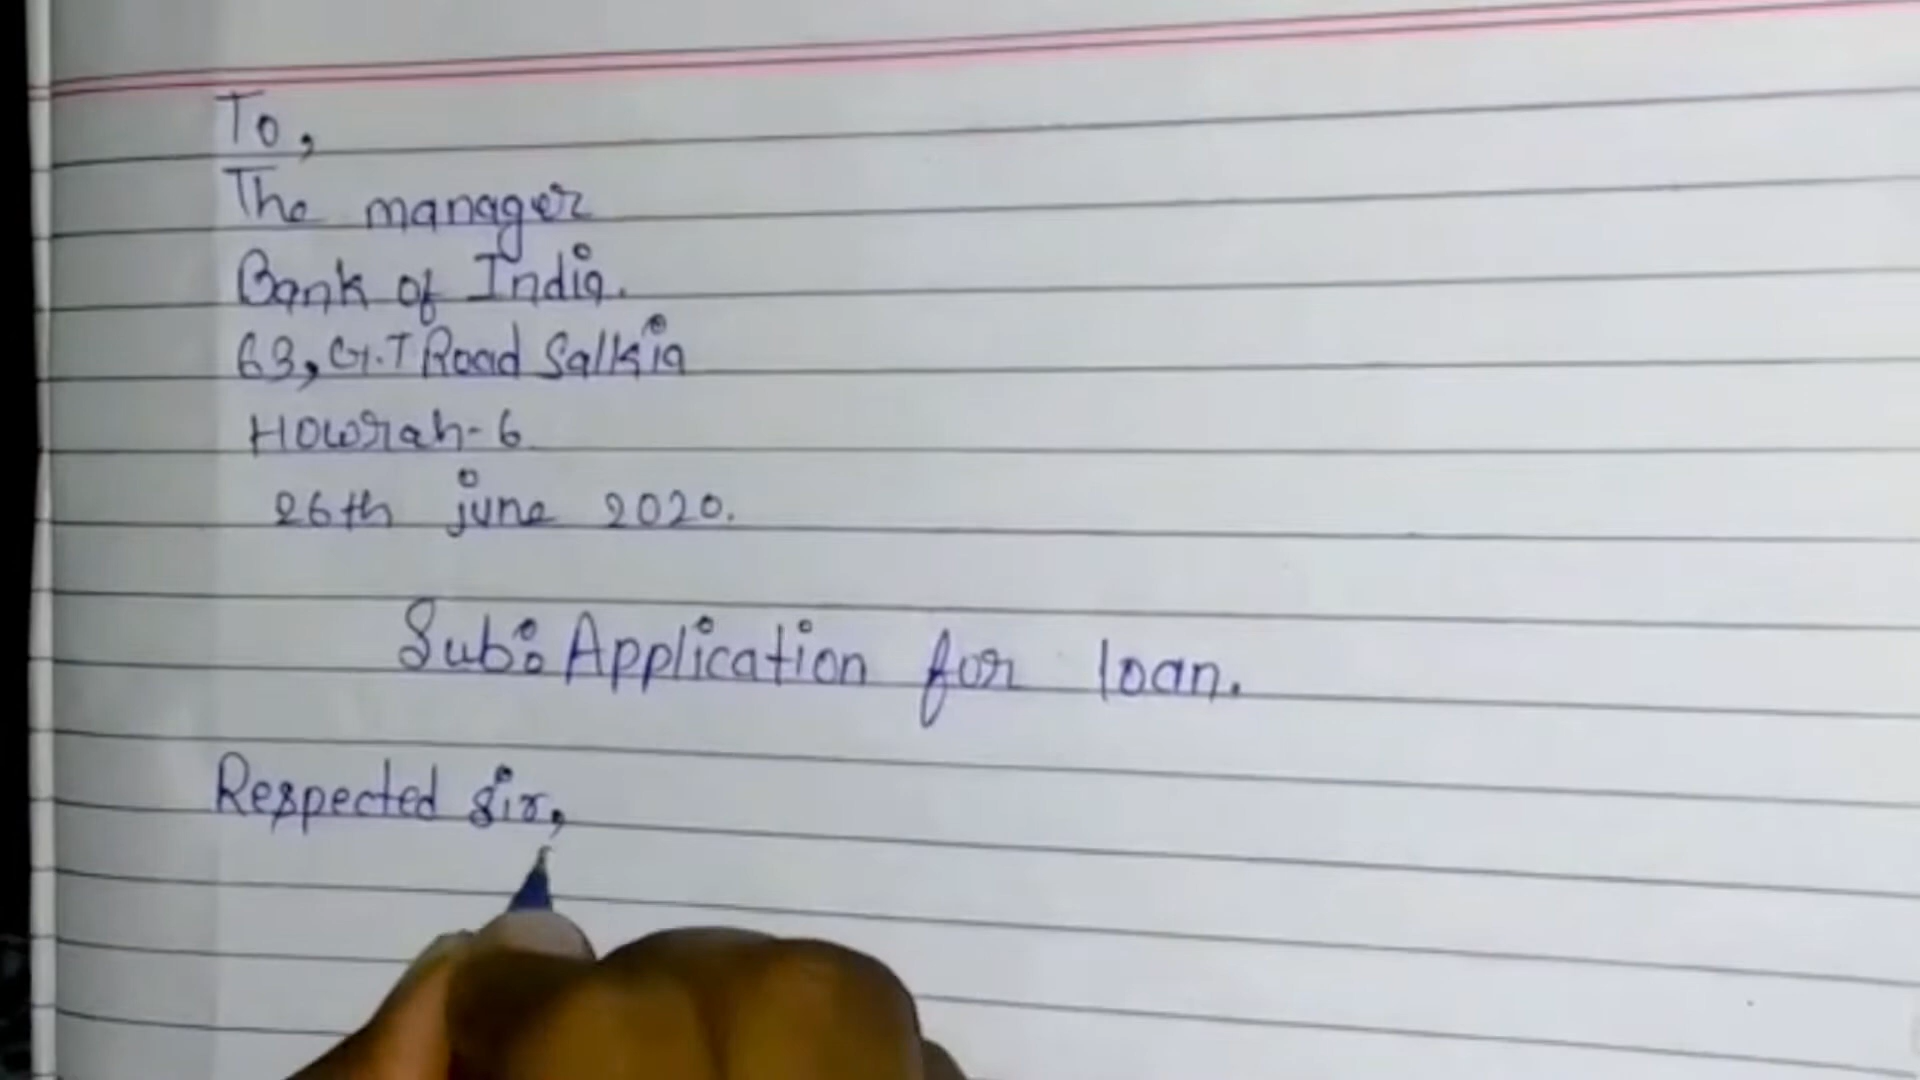 To,
The manager
Bank of India.
63, G.T Road Salkia
Howrah-6
26th june 2020.
Sub: Application for loan.
Respected sir,